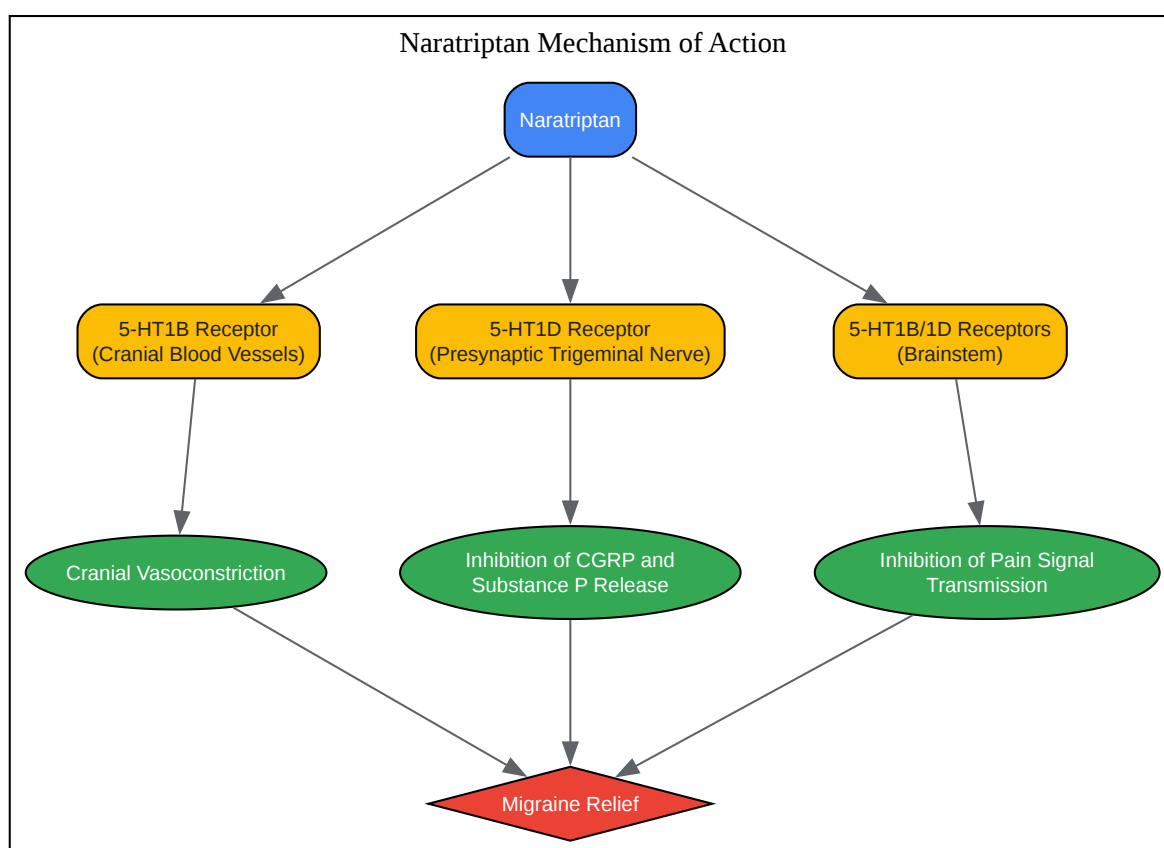 Naratriptan Mechanism of Action
Naratriptan
5-HT1B Receptor
(Cranial Blood Vessels)
5-HT1D Receptor
(Presynaptic Trigeminal Nerve)
5-HT1B/1D Receptors
(Brainstem)
Cranial Vasoconstriction
Inhibition of CGRP and
Substance P Release
Inhibition of Pain Signal
Transmission
Migraine Relief